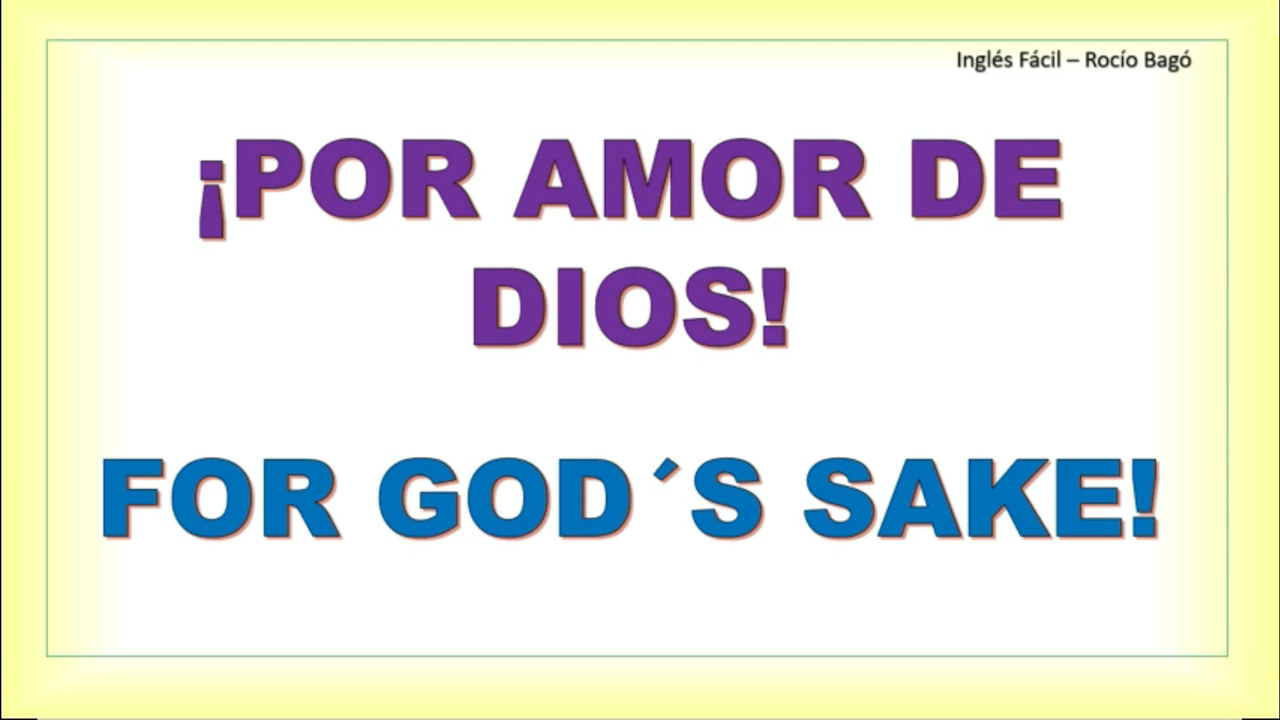 Inglés Fácil – Rocío Bagó
¡POR AMOR DE
DIOS!
FOR GOD´S SAKE!